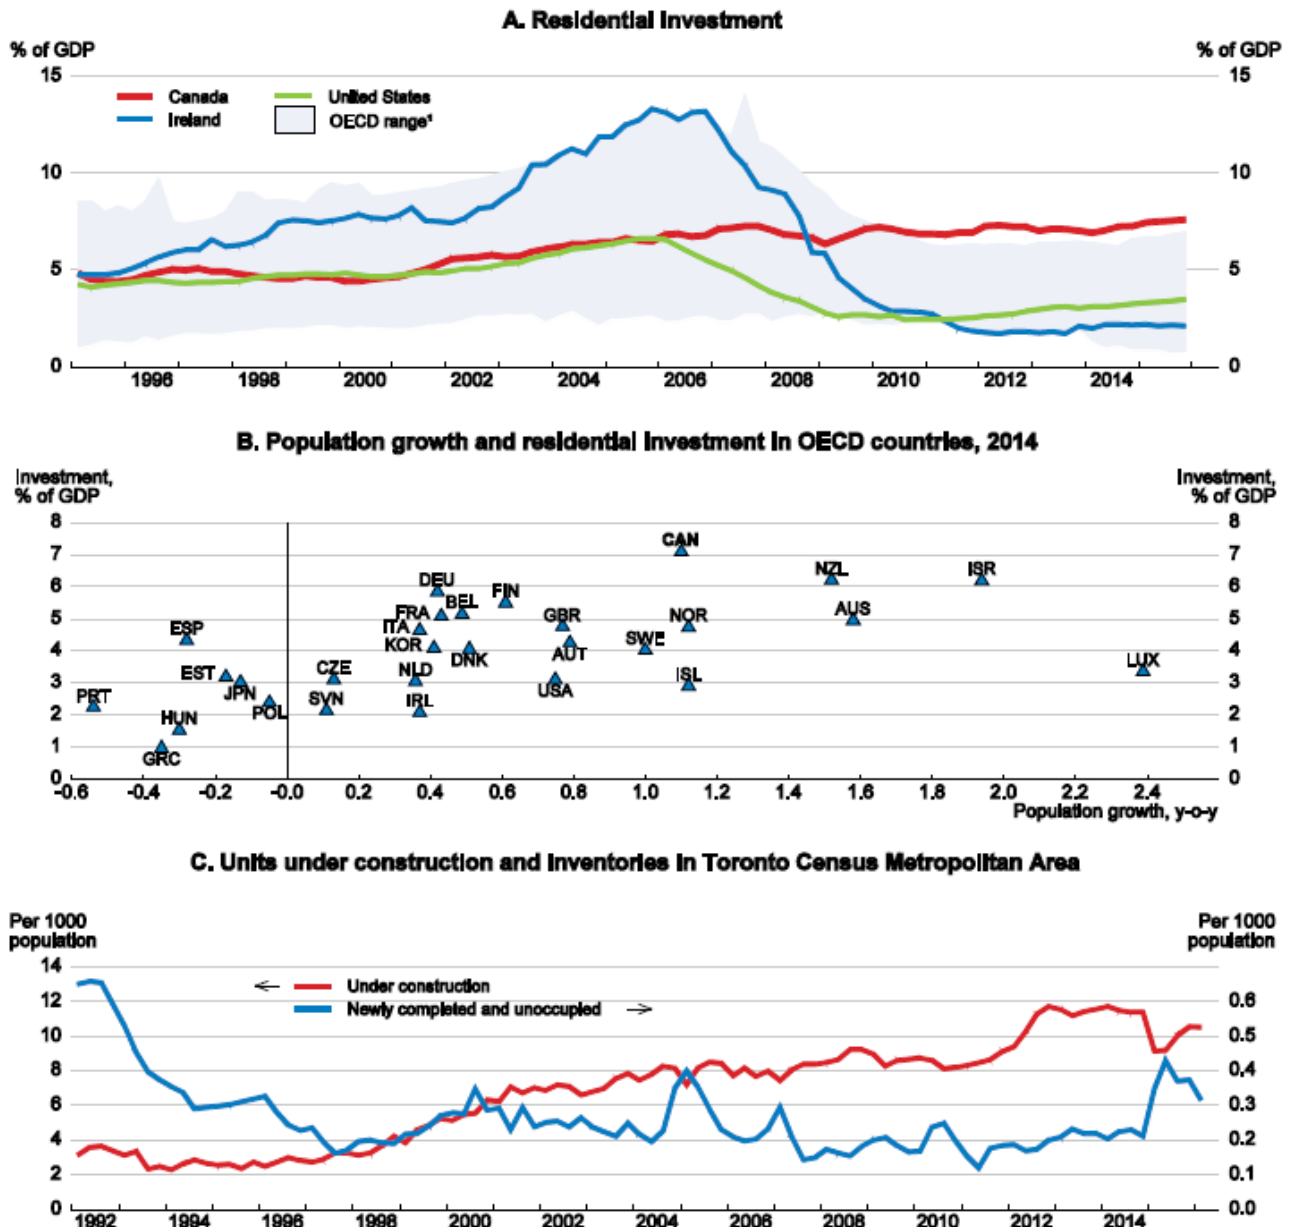 A. Residential Investment
% of GDP % of GDP
15 15
Canada United States
Ireland OECD range¹
10 10
5 5
0 0
1996 1998 2000 2002 2004 2006 2008 2010 2012 2014
B. Population growth and residential investment in OECD countries, 2014
Investment, Investment,
% of GDP % of GDP
8 8
CAN
7 7
NZL ISR
6 DEU FIN 6
BEL
FRA GBR NOR AUS
5 5
ESP ITA
KOR SWE
4 AUT 4
DNK LUX
EST CZE NLD ISL
3 3
PRT JPN SVN IRL USA
POL
2 HUN 2
1 1
GRC
0 0
-0.6 -0.4 -0.2 -0.0 0.2 0.4 0.6 0.8 1.0 1.2 1.4 1.6 1.8 2.0 2.2 2.4
Population growth, y-o-y
C. Units under construction and inventories in Toronto Census Metropolitan Area
Per 1000 Per 1000
population population
14
Under construction
Newly completed and unoccupied
12 0.6
10 0.5
8 0.4
6 0.3
4 0.2
2 0.1
0 0.0
1992 1994 1996 1998 2000 2002 2004 2006 2008 2010 2012 2014